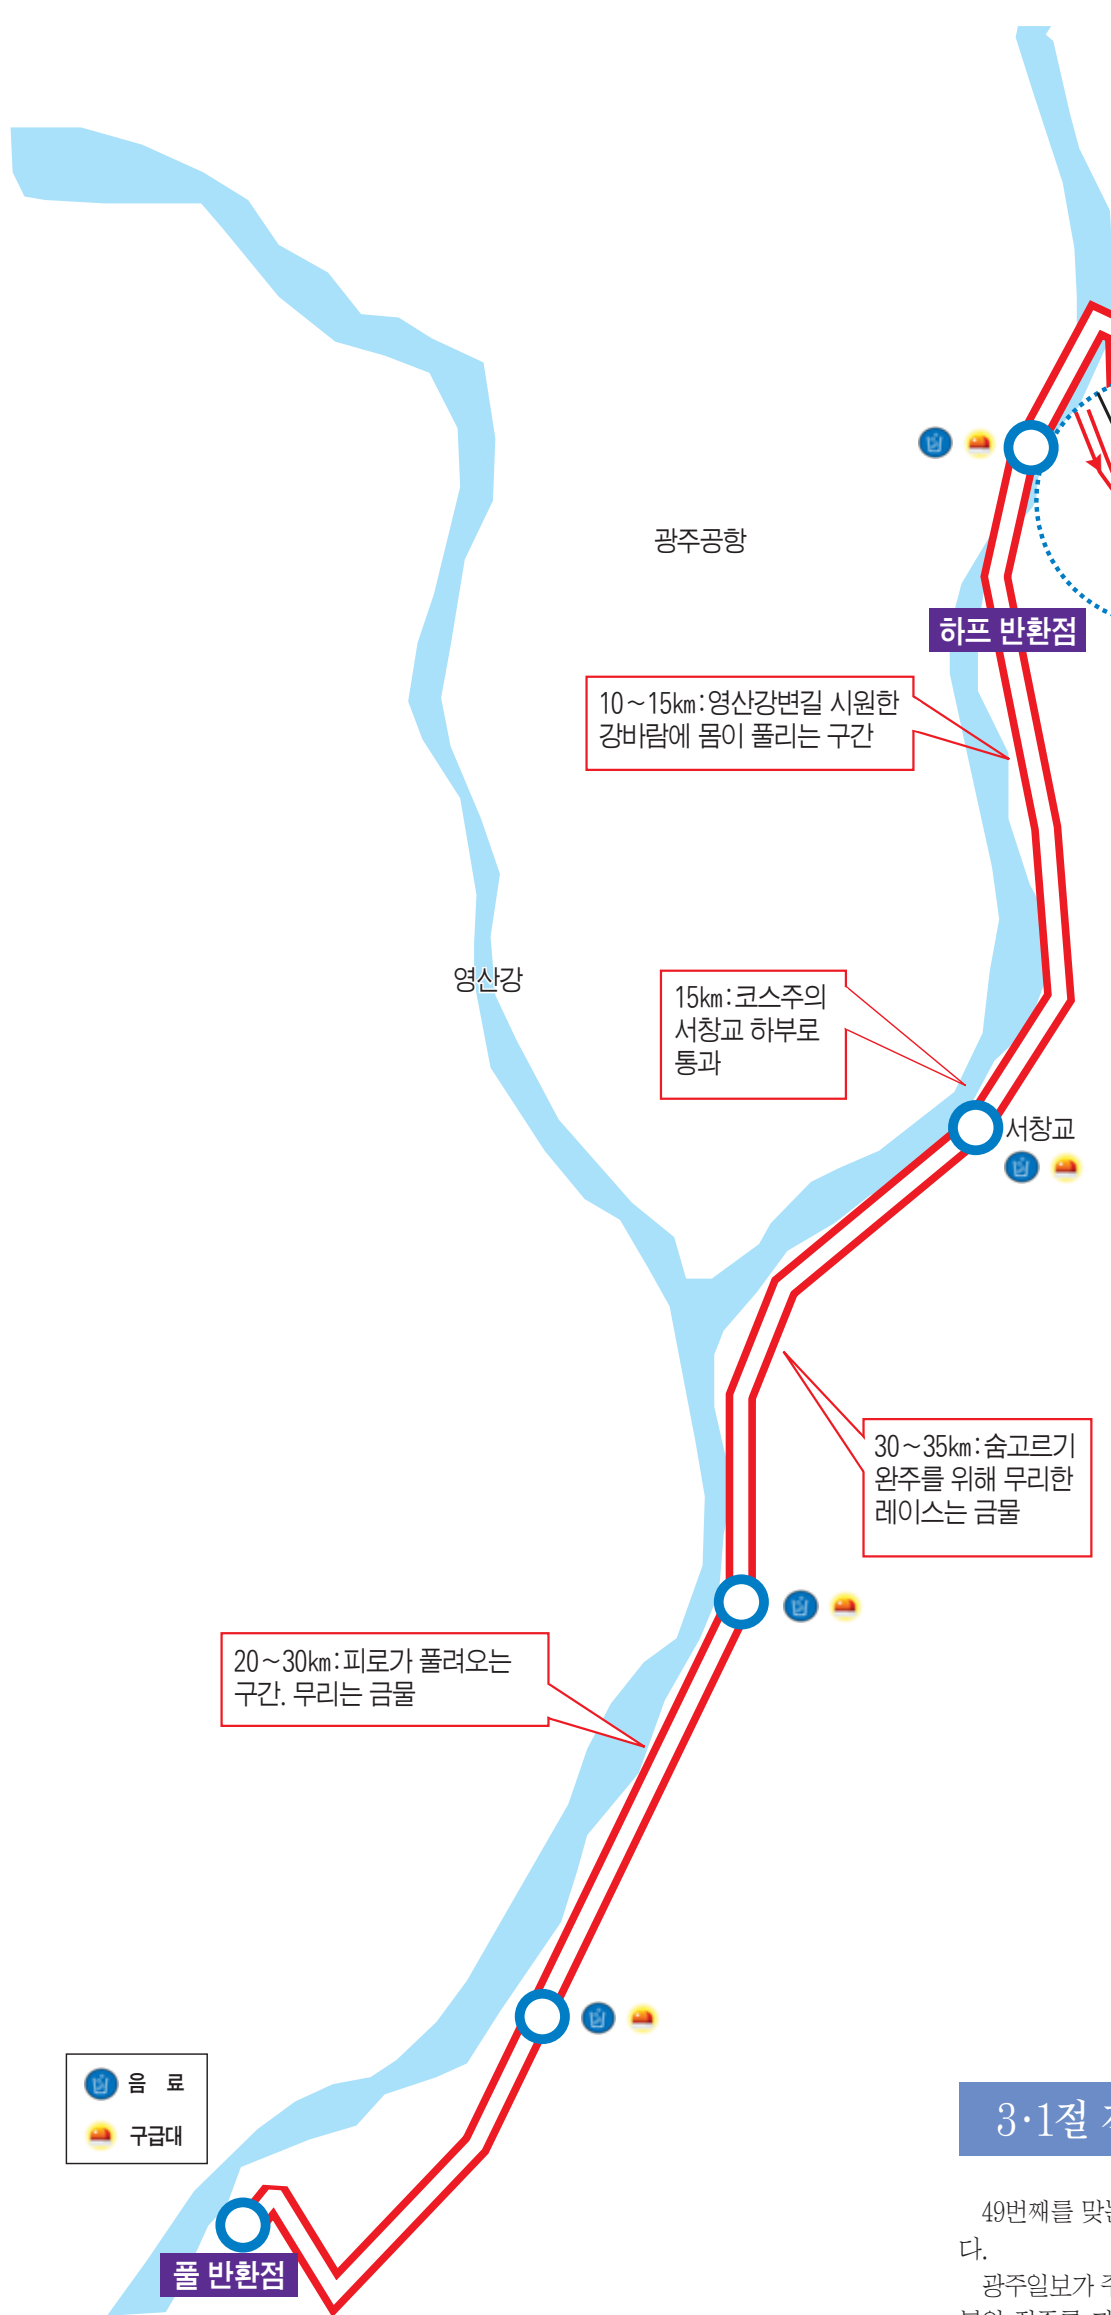 광주공항
하프 반환점
10～15km:영산강변길 시원한
강바람에 몸이 풀리는 구간
영산강
15km:코스주의
서창교 하부로
통과
서창교
30～35km:숨고르기
완주를 위해 무리한
레이스는 금물
20～30km:피로가 풀려오는
구간. 무리는 금물
음 료
구급대
풀 반환점
3·1절
49번째를 맞는
다.
광주일보가